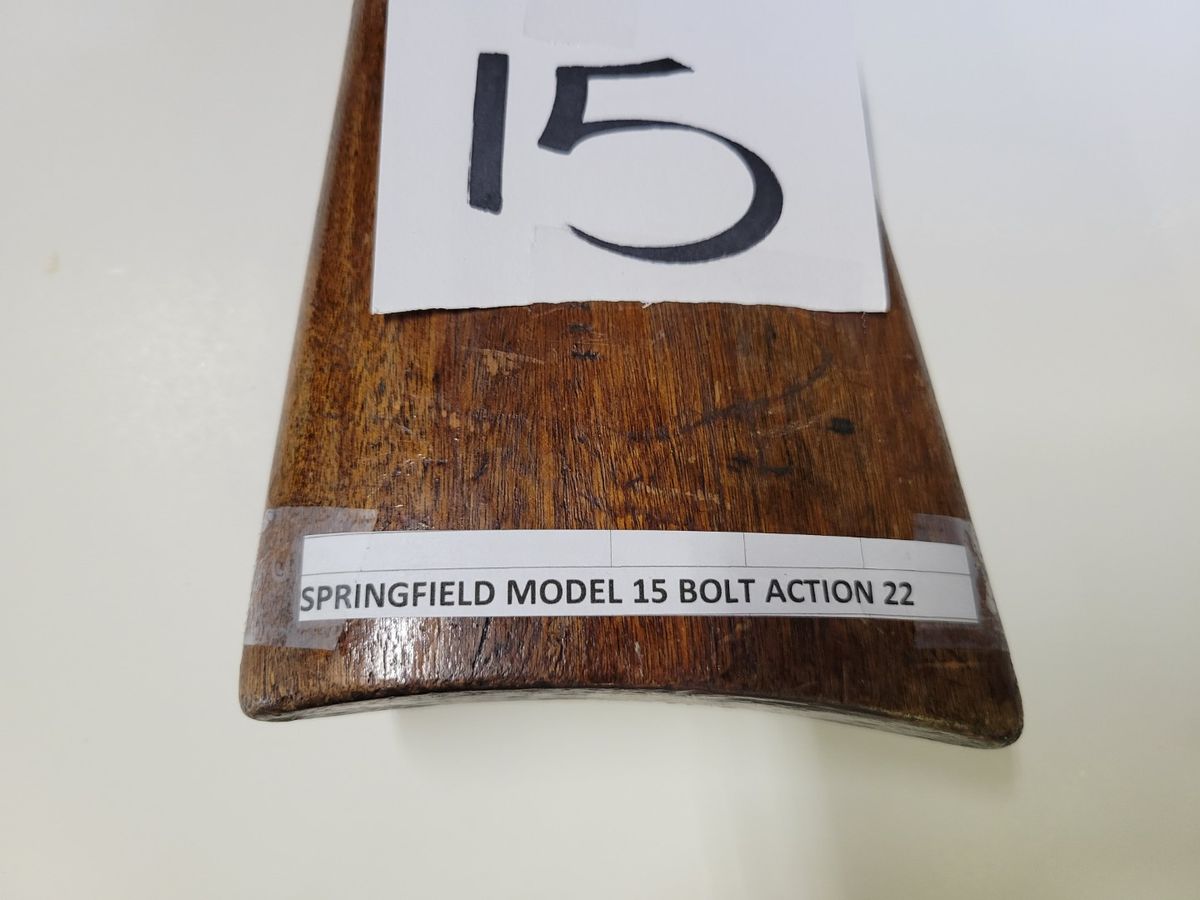 15
SPRINGFIELD MODEL 15 BOLT ACTION 22